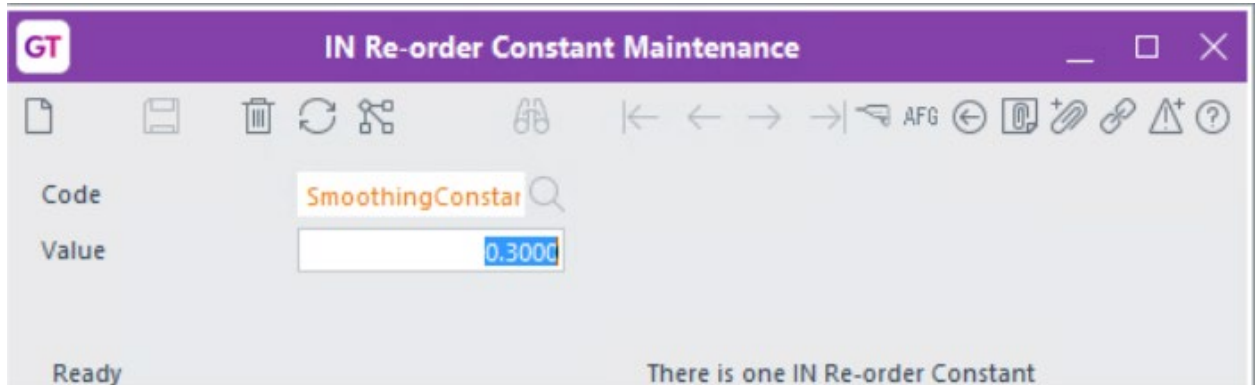 GT IN Re-order Constant Maintenance
AFG
Code SmoothingConstar
Value 0.3000
Ready There is one IN Re-order Constant